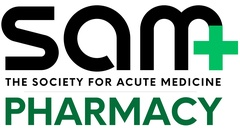 sam
THE SOCIETY FOR ACUTE MEDICINE
PHARMACY